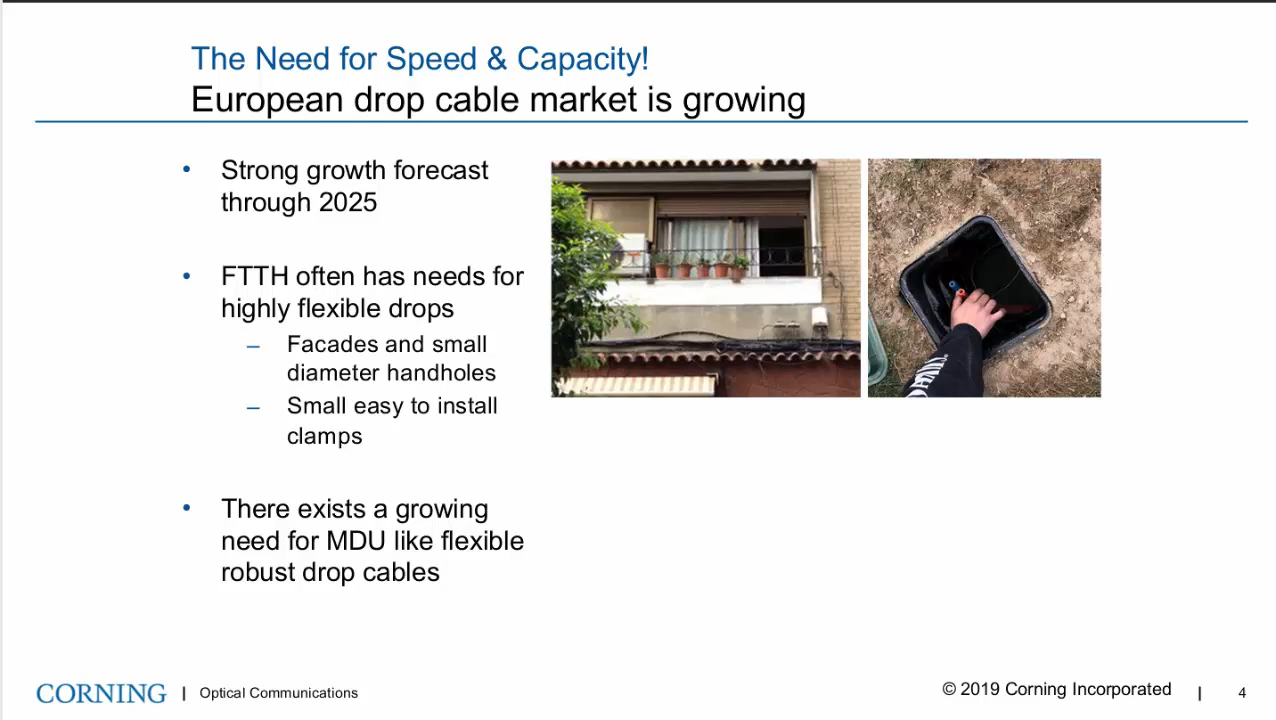 The Need for Speed & Capacity!
European drop cable market is growing
• Strong growth forecast
through 2025
• FTTH often has needs for
highly flexible drops
– Facades and small
diameter handholes
– Small easy to install
clamps
• There exists a growing
need for MDU like flexible
robust drop cables
CORNING | Optical Communications
© 2019 Corning Incorporated | 4